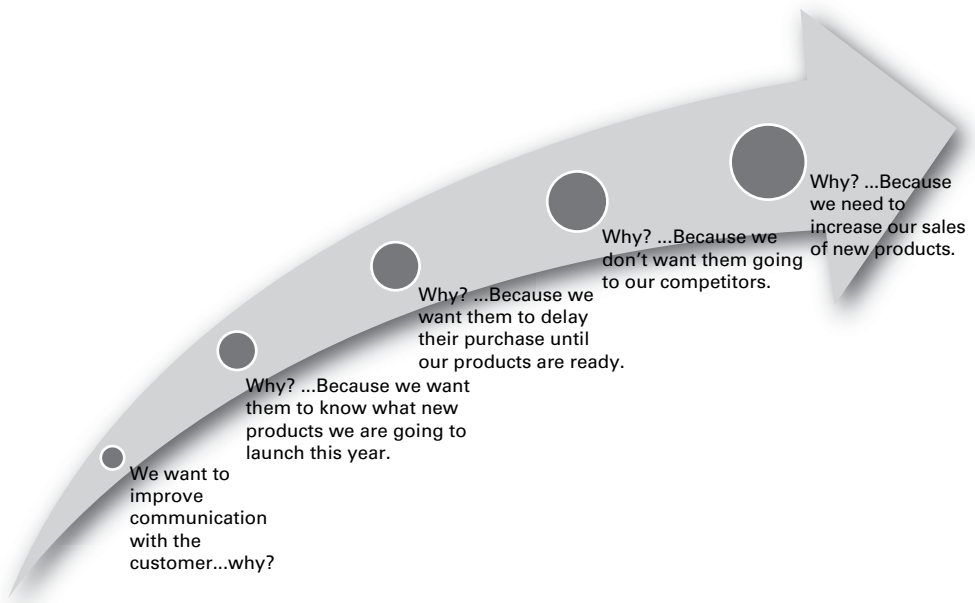 We want to
improve
communication
with the
customer...why?
Why? ...Because we want
them to know what new
products we are going to
launch this year.
Why? ...Because we
want them to delay
their purchase until
our products are ready.
Why? ...Because we
don't want them going
to our competitors.
Why? ...Because
we need to
increase our sales
of new products.